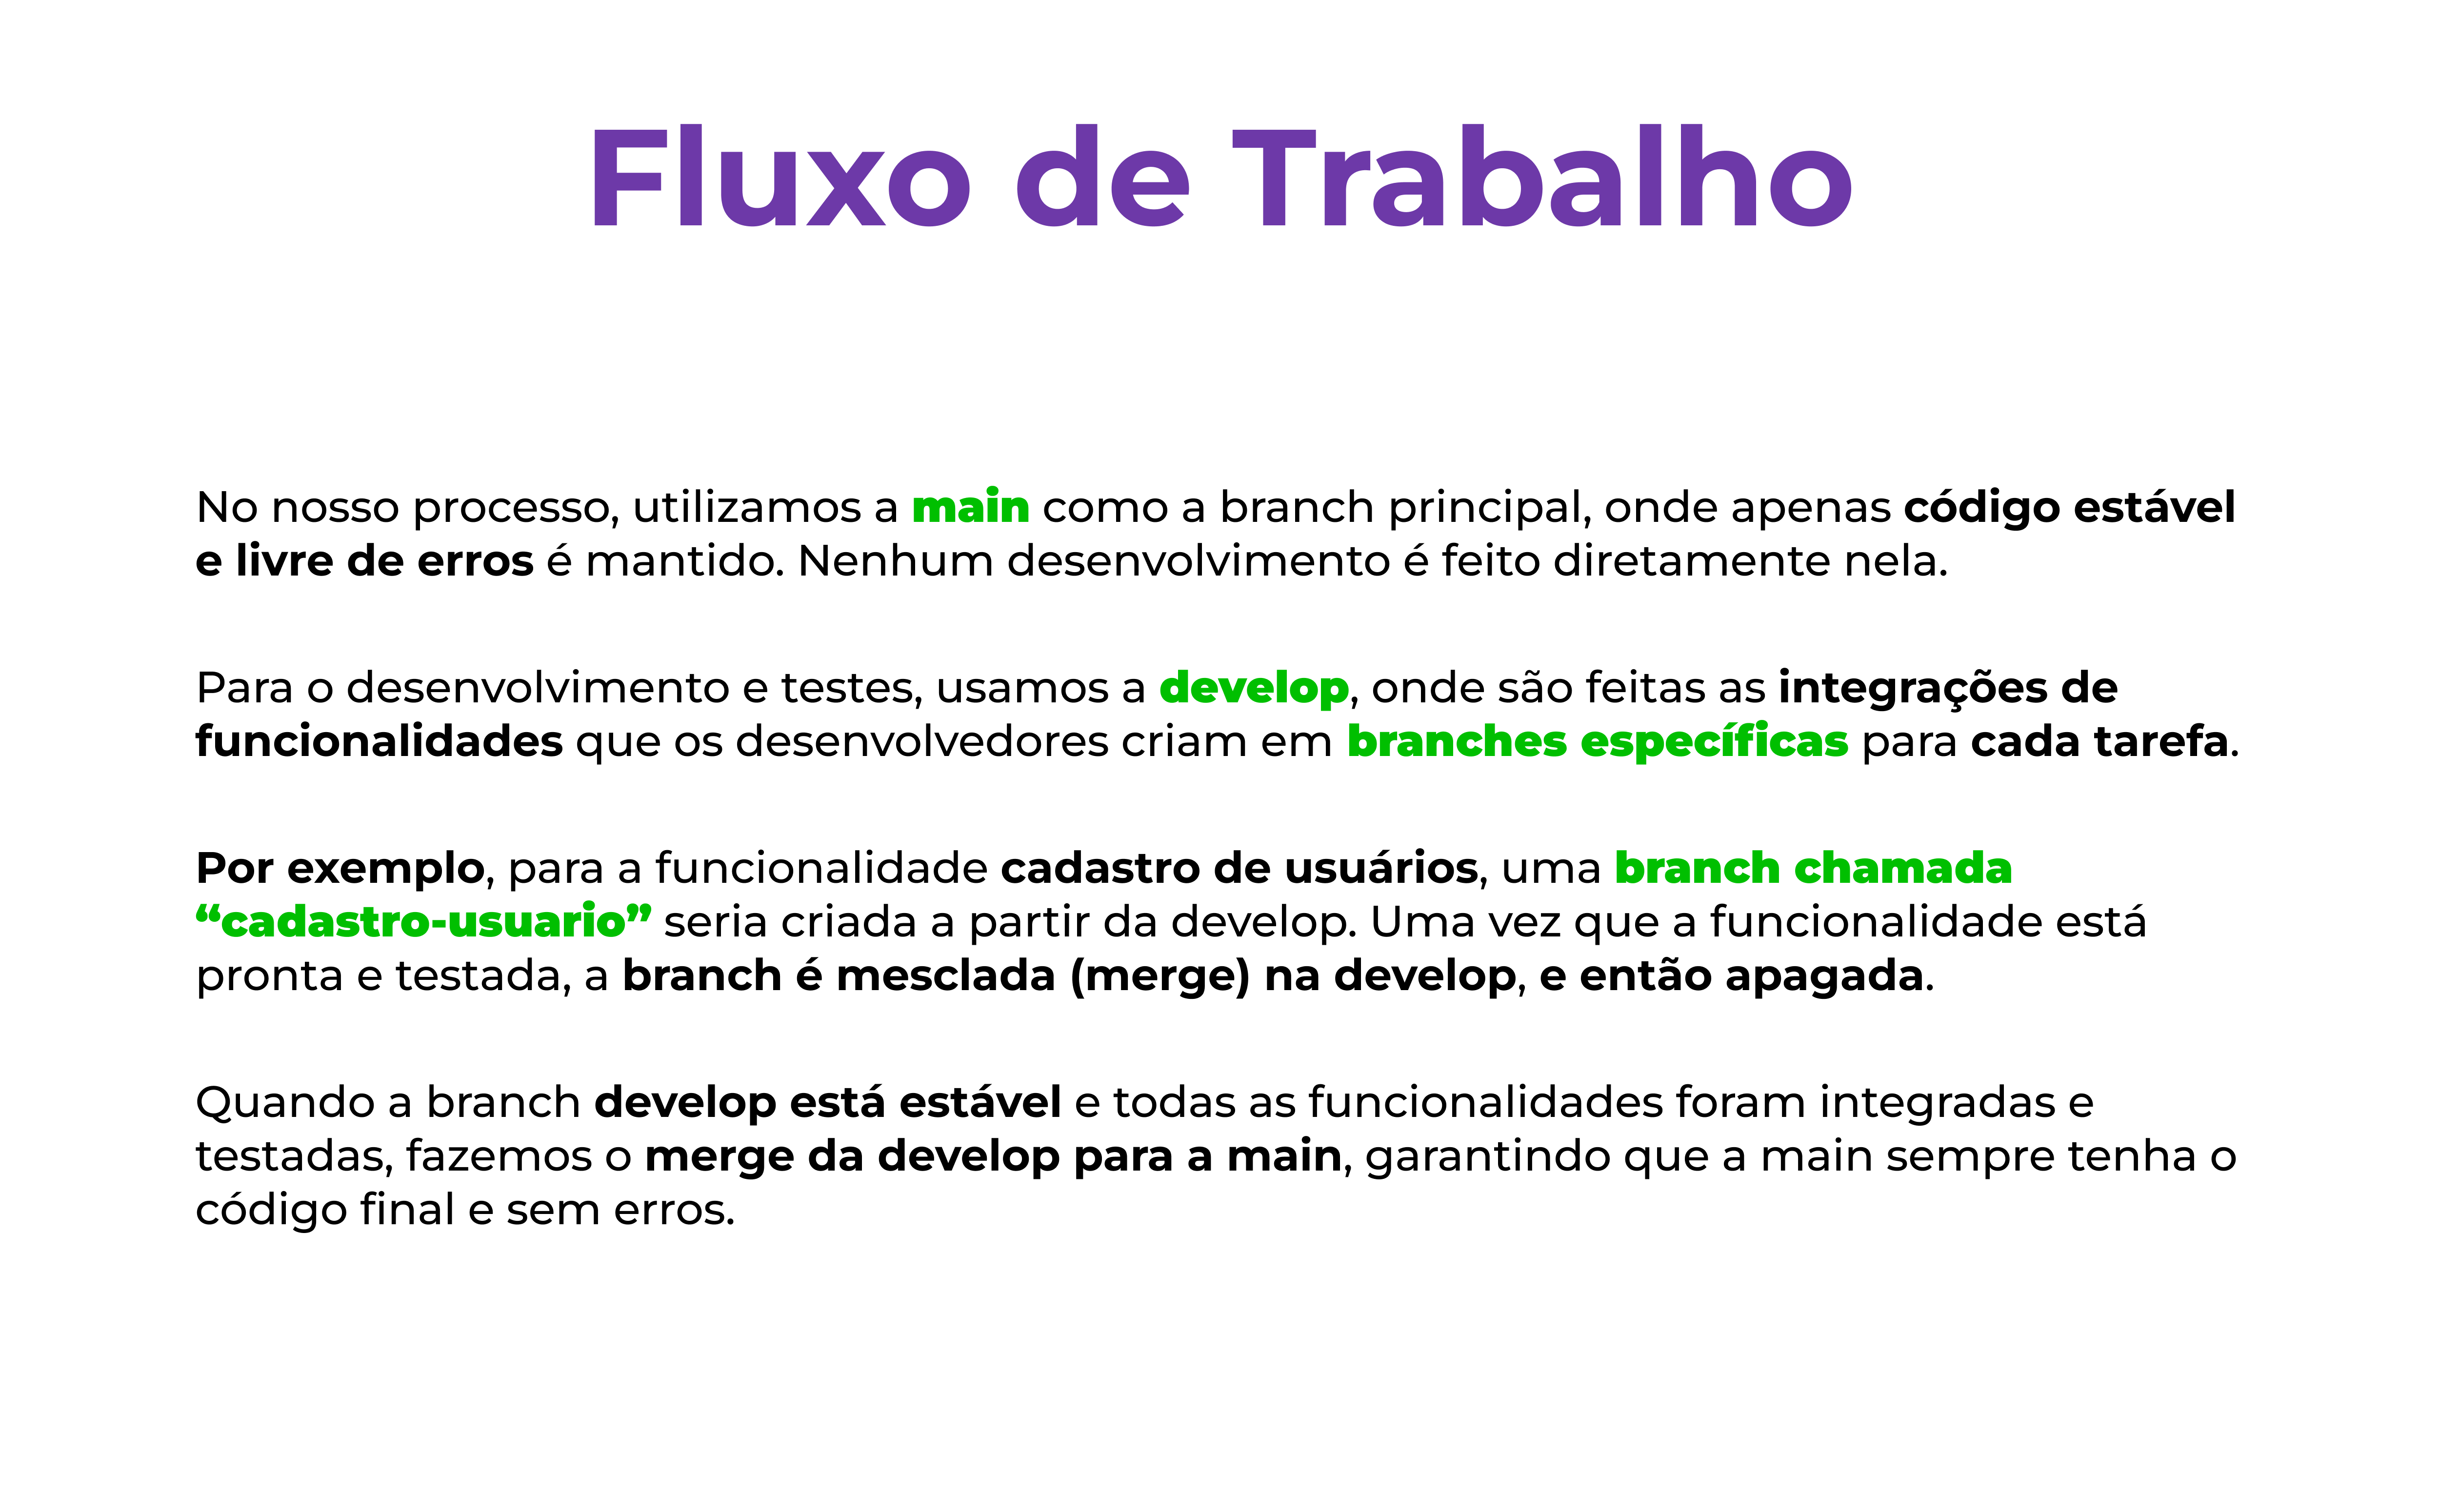 Fluxo de Trabalho
No nosso processo, utilizamos a main como a branch principal, onde apenas código estável
e livre de erros é mantido. Nenhum desenvolvimento é feito diretamente nela.
Para o desenvolvimento e testes, usamos a develop, onde são feitas as integrações de
funcionalidades que os desenvolvedores criam em branches específicas para cada tarefa.
Por exemplo, para a funcionalidade cadastro de usuários, uma branch chamada
“cadastro-usuario” seria criada a partir da develop. Uma vez que a funcionalidade está
pronta e testada, a branch é mesclada (merge) na develop, e então apagada.
Quando a branch develop está estável e todas as funcionalidades foram integradas e
testadas, fazemos o merge da develop para a main, garantindo que a main sempre tenha o
código final e sem erros.